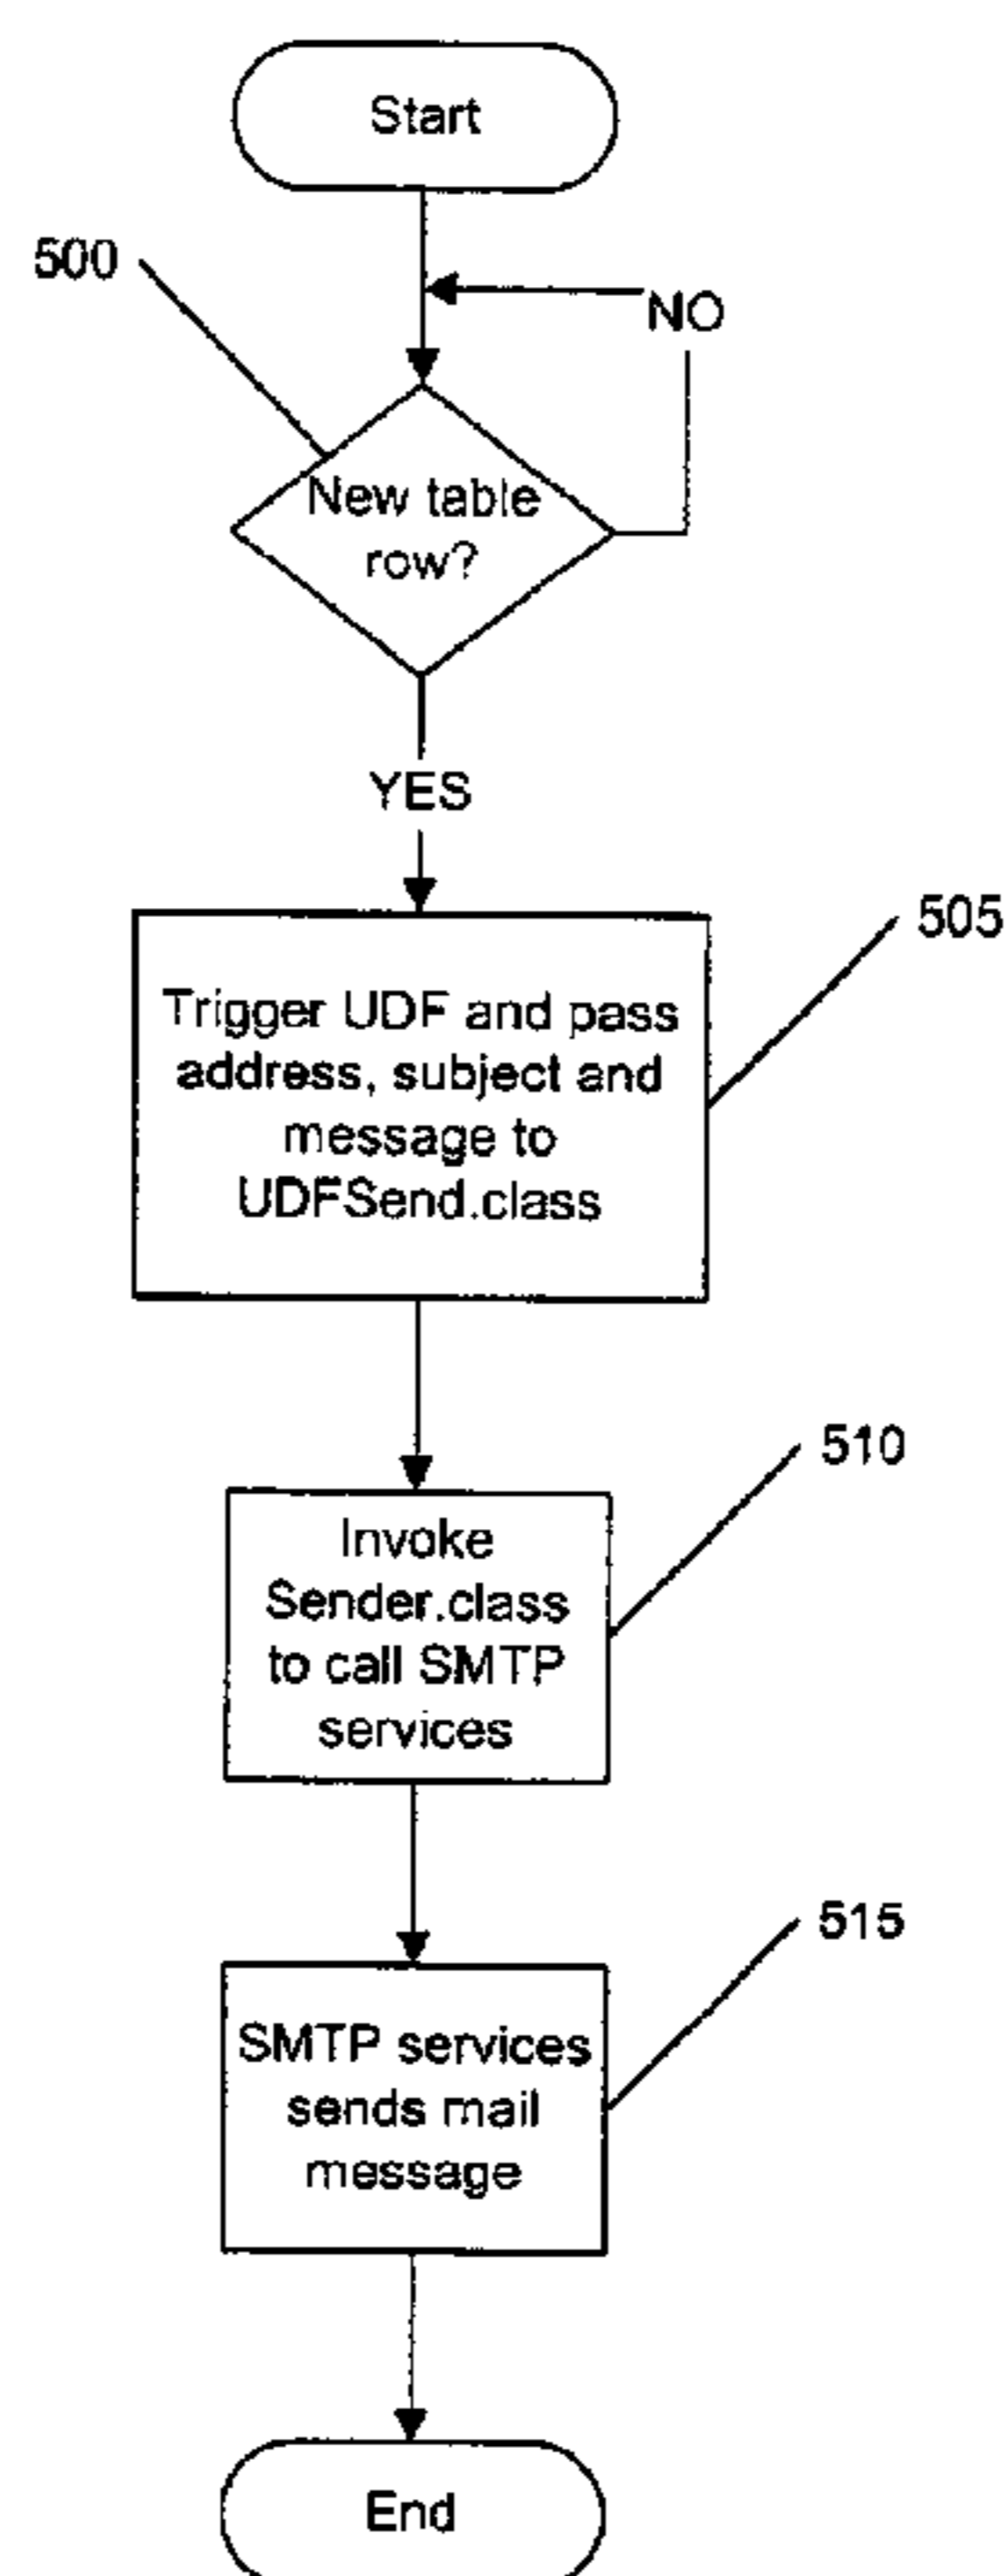 Start
500
NO
New table
row?
YES
505
Trigger UDF and pass
address, subject and
message to
UDFSend.class
510
Invoke
Sender.class
to call SMTP
services
515
SMTP services
sends mail
message
End